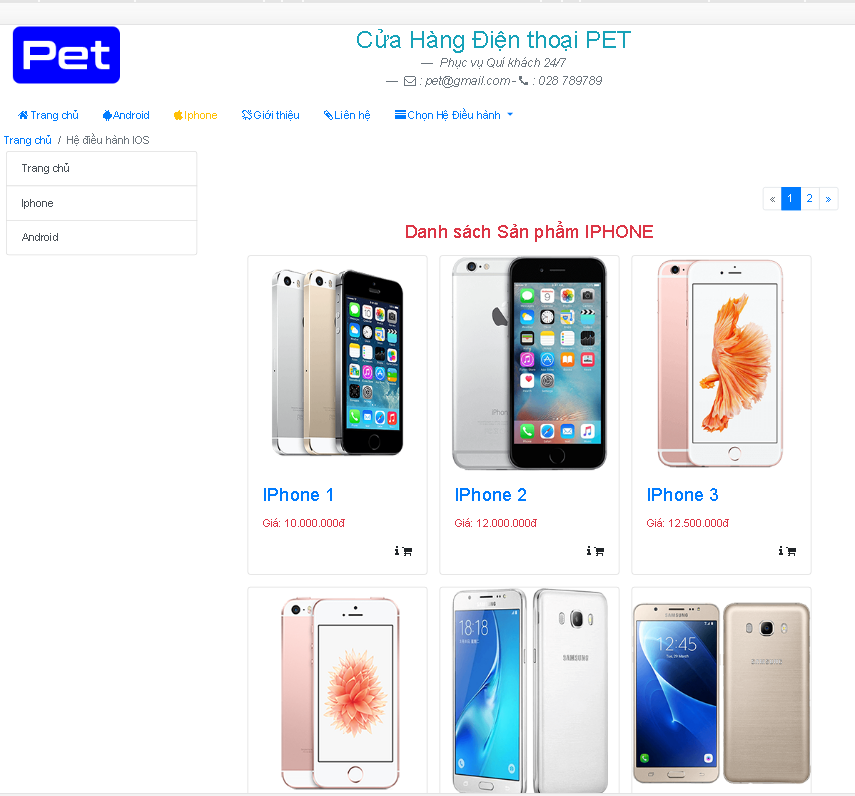 Pet
Cửa Hàng Điện thoại PET
— Phục vụ Quí khách 24/7
— : pet@gmail.com - : 028 789789
Trang chủ Android Iphone Giới thiệu Liên hệ Chọn Hệ Điều hành
Trang chủ / Hệ điều hành IOS
Trang chủ
Iphone
Android
« 1 2 »
Danh sách Sản phẩm IPHONE
IPhone 1
Giá: 10.000.000đ
IPhone 2
Giá: 12.000.000đ
IPhone 3
Giá: 12.500.000đ
18:18
SAMSUNG
SAMSUNG
12:45
SAMSUNG